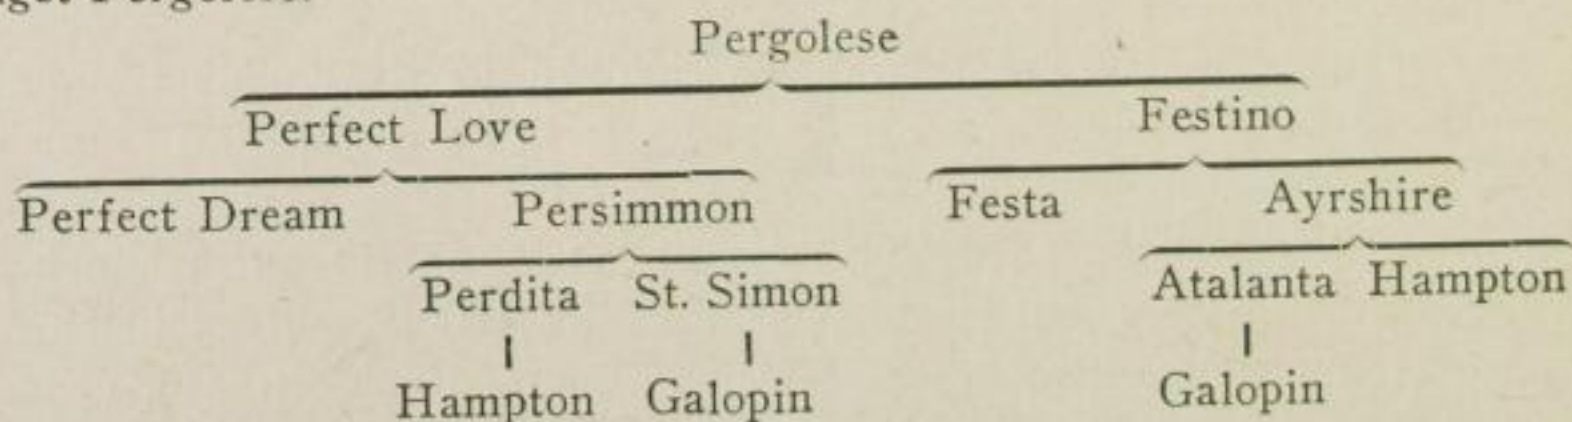 Pergolese
Perfect Love Festino
Perfect Dream Persimmon Festa Ayrshire
Perdita St. Simon Atalanta Hampton
Hampton Galopin Galopin